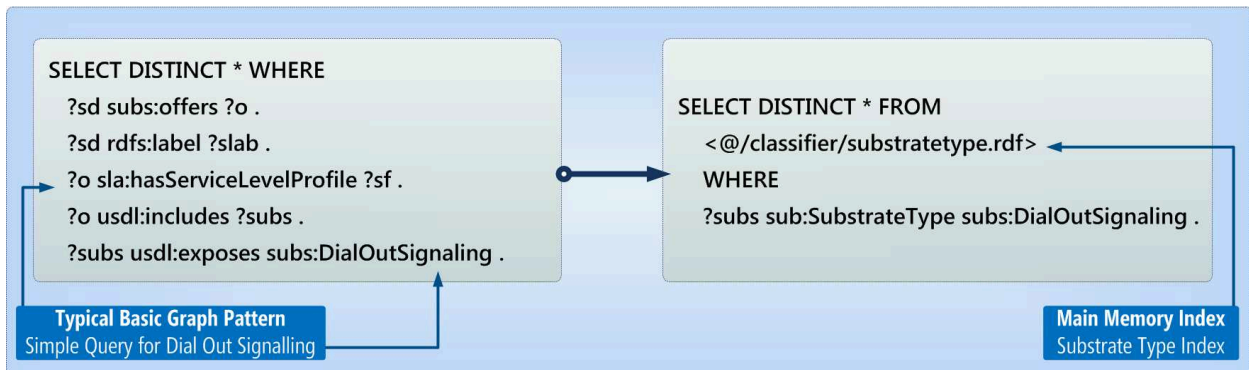 SELECT DISTINCT * WHERE
?sd subs:offers ?o .
?sd rdfs:label ?slab .
?o sla:hasServiceLevelProfile ?sf .
?o usdl:includes ?subs .
?subs usdl:exposes subs:DialOutSignaling .
Typical Basic Graph Pattern
Simple Query for Dial Out Signalling
SELECT DISTINCT * FROM
<@/classifier/substratetype.rdf>
WHERE
?subs sub:SubstrateType subs:DialOutSignaling .
Main Memory Index
Substrate Type Index